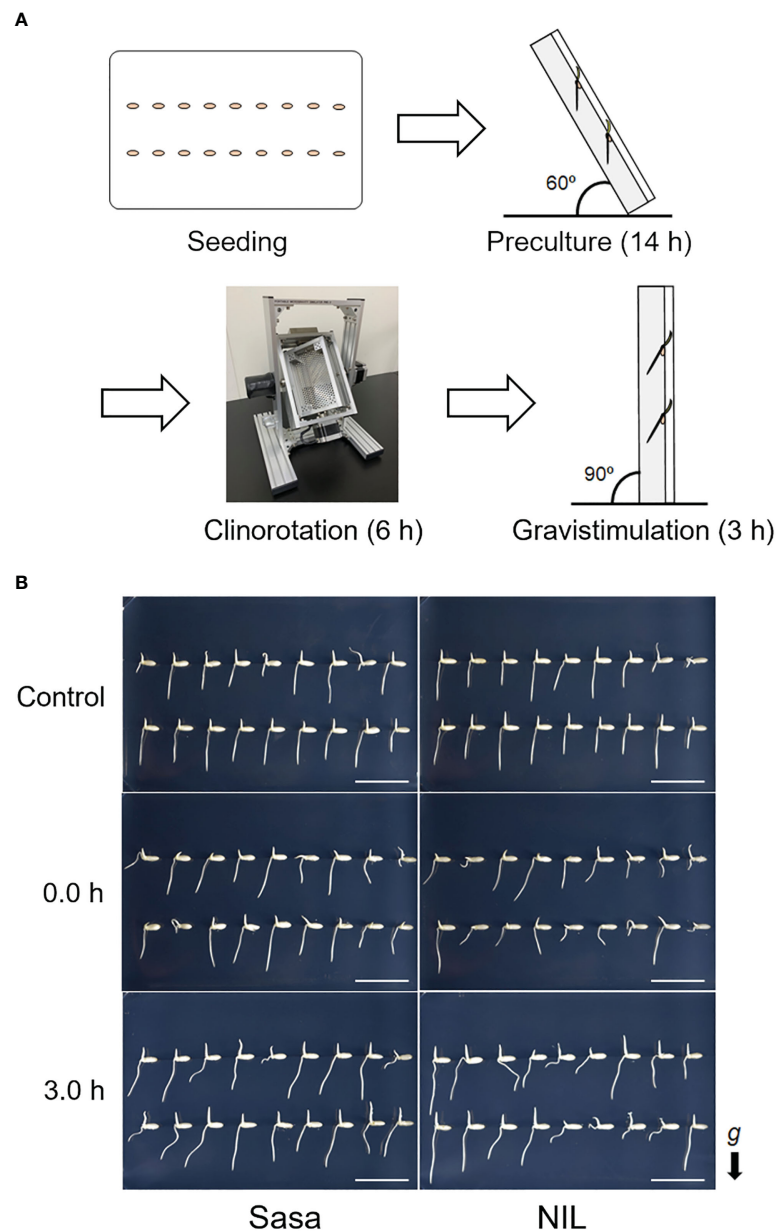 A
60º
Seeding
Preculture (14 h)
90º
Clinorotation (6 h)
Gravistimulation (3 h)
B
Control
0.0 h
3.0 h
g
Sasa
NIL